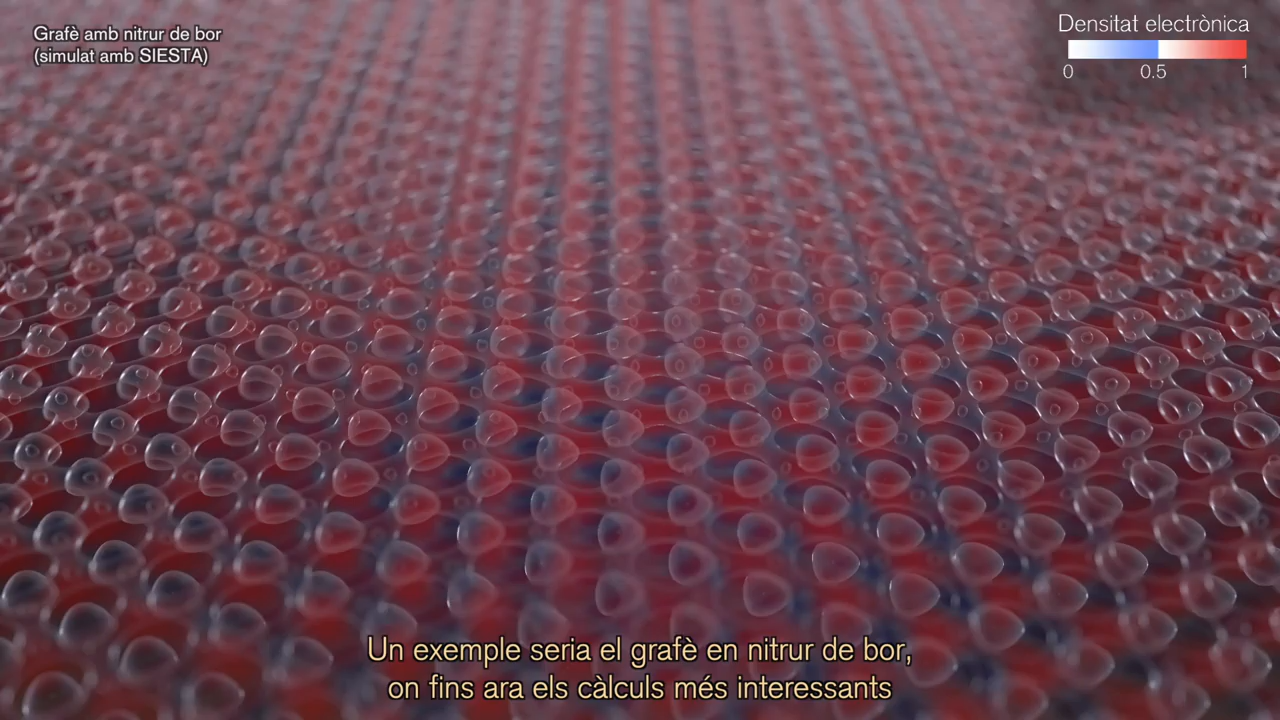 Grafè amb nitrur de bor
(simulat amb SIESTA)
Densitat electrònica
0 0.5 1
Un exemple seria el grafè en nitrur de bor,
on fins ara els càlculs més interessants